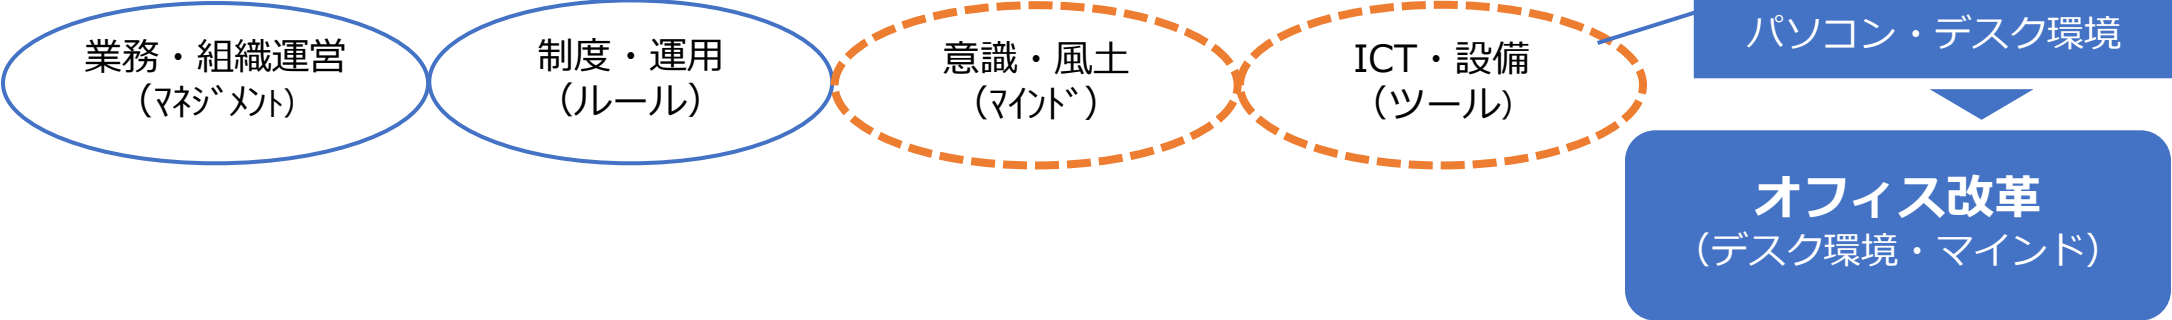 業務・組織運営
（ﾏﾈｼﾞﾒﾝﾄ）
制度・運用
（ルール）
意識・風土
（ﾏｲﾝﾄﾞ）
ICT・設備
（ツール）
パソコン・デスク環境
オフィス改革
（デスク環境・マインド）